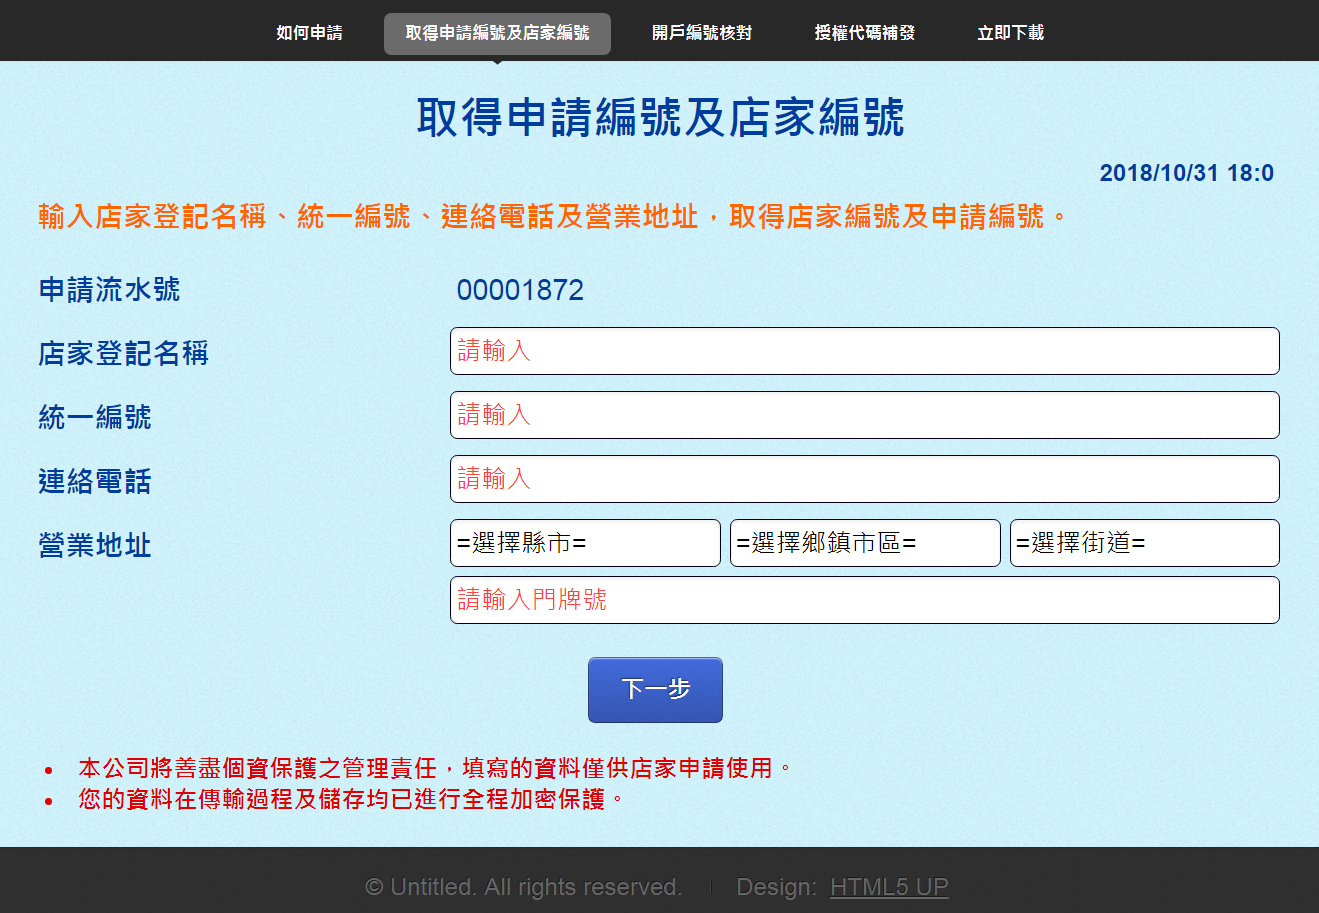 如何申請 取得申請編號及店家編號 開戶編號核對 授權代碼補發 立即下載
取得申請編號及店家編號
2018/10/31 18:0
輸入店家登記名稱、統一編號、連絡電話及營業地址，取得店家編號及申請編號。
申請流水號 00001872
店家登記名稱 請輸入
統一編號 請輸入
連絡電話 請輸入
營業地址 =選擇縣市= =選擇鄉鎮市區= =選擇街道=
請輸入門牌號
下一步
• 本公司將善盡個資保護之管理責任，填寫的資料僅供店家申請使用。
• 您的資料在傳輸過程及儲存均已進行全程加密保護。
© Untitled. All rights reserved. | Design: HTML5 UP